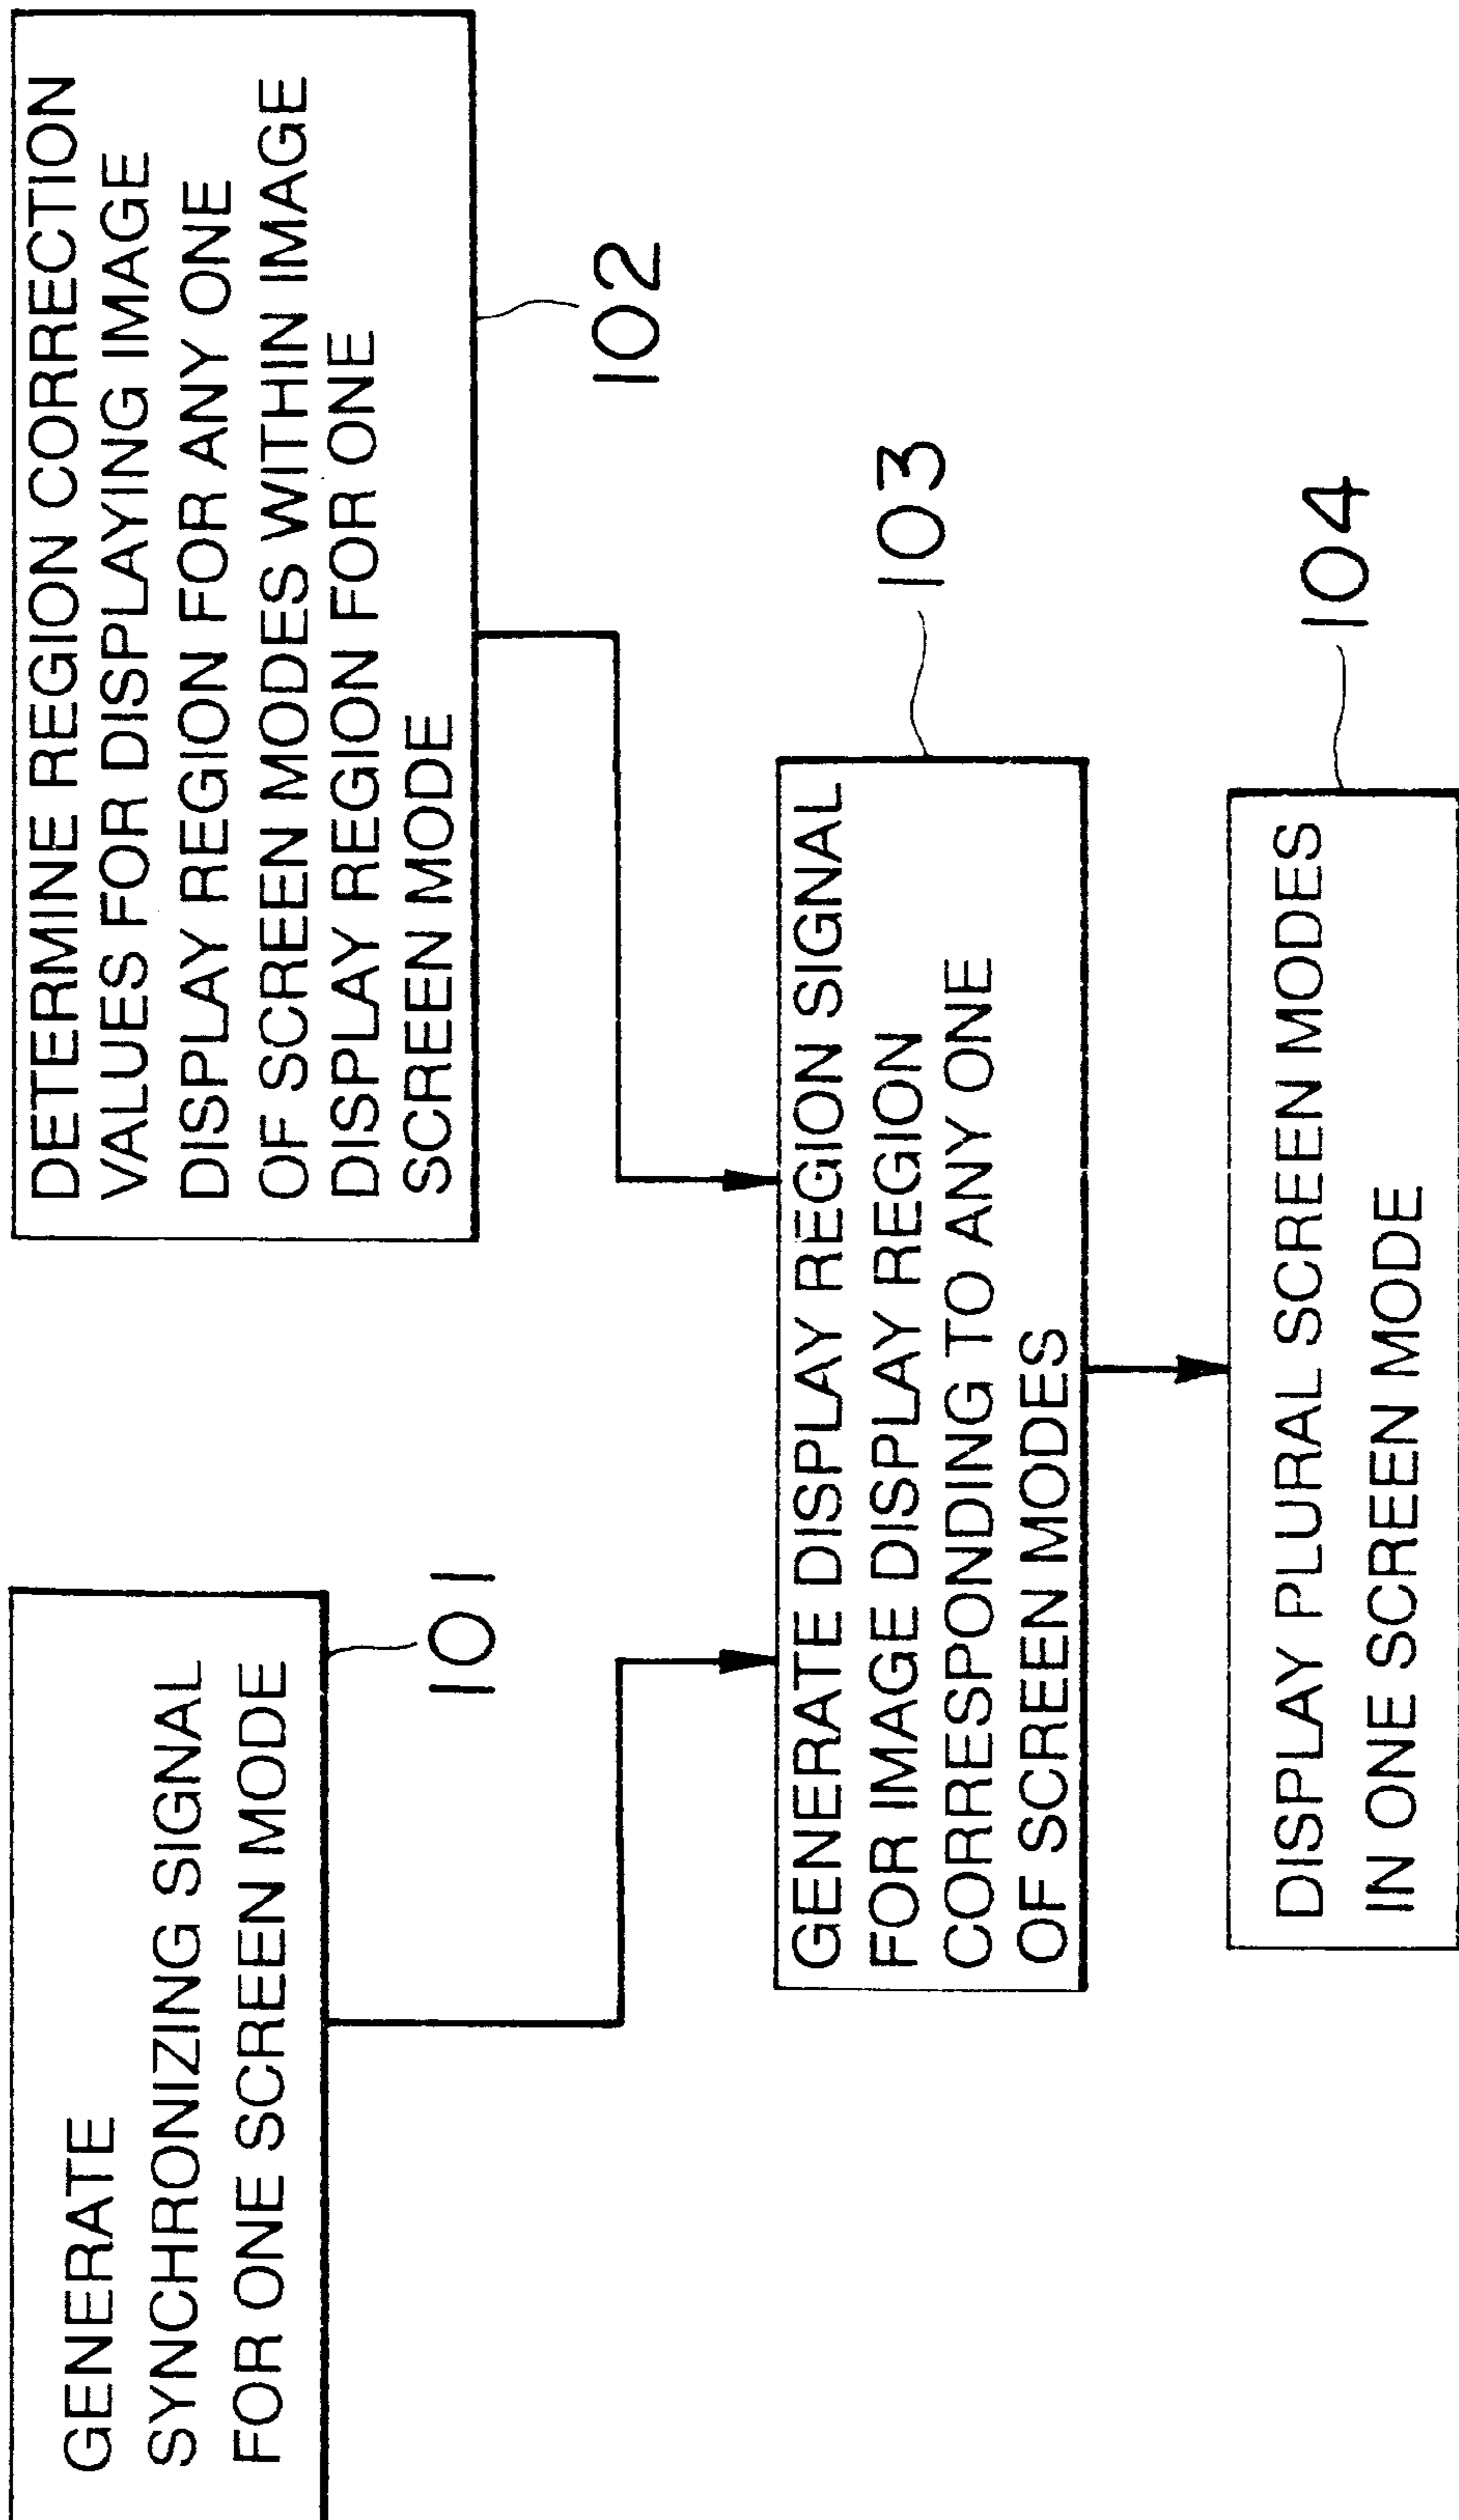 GENERATE
SYNCHRONIZING SIGNAL
FOR ONE SCREEN MODE
101
DETERMINE REGION CORRECTION
VALUES FOR DISPLAYING IMAGE
DISPLAY REGION FOR ANY ONE
OF SCREEN MODES WITHIN IMAGE
DISPLAY REGION FOR ONE
SCREEN MODE
102
GENERATE DISPLAY REGION SIGNAL
FOR IMAGE DISPLAY REGION
CORRESPONDING TO ANY ONE
OF SCREEN MODES
103
DISPLAY PLURAL SCREEN MODES
IN ONE SCREEN MODE
104